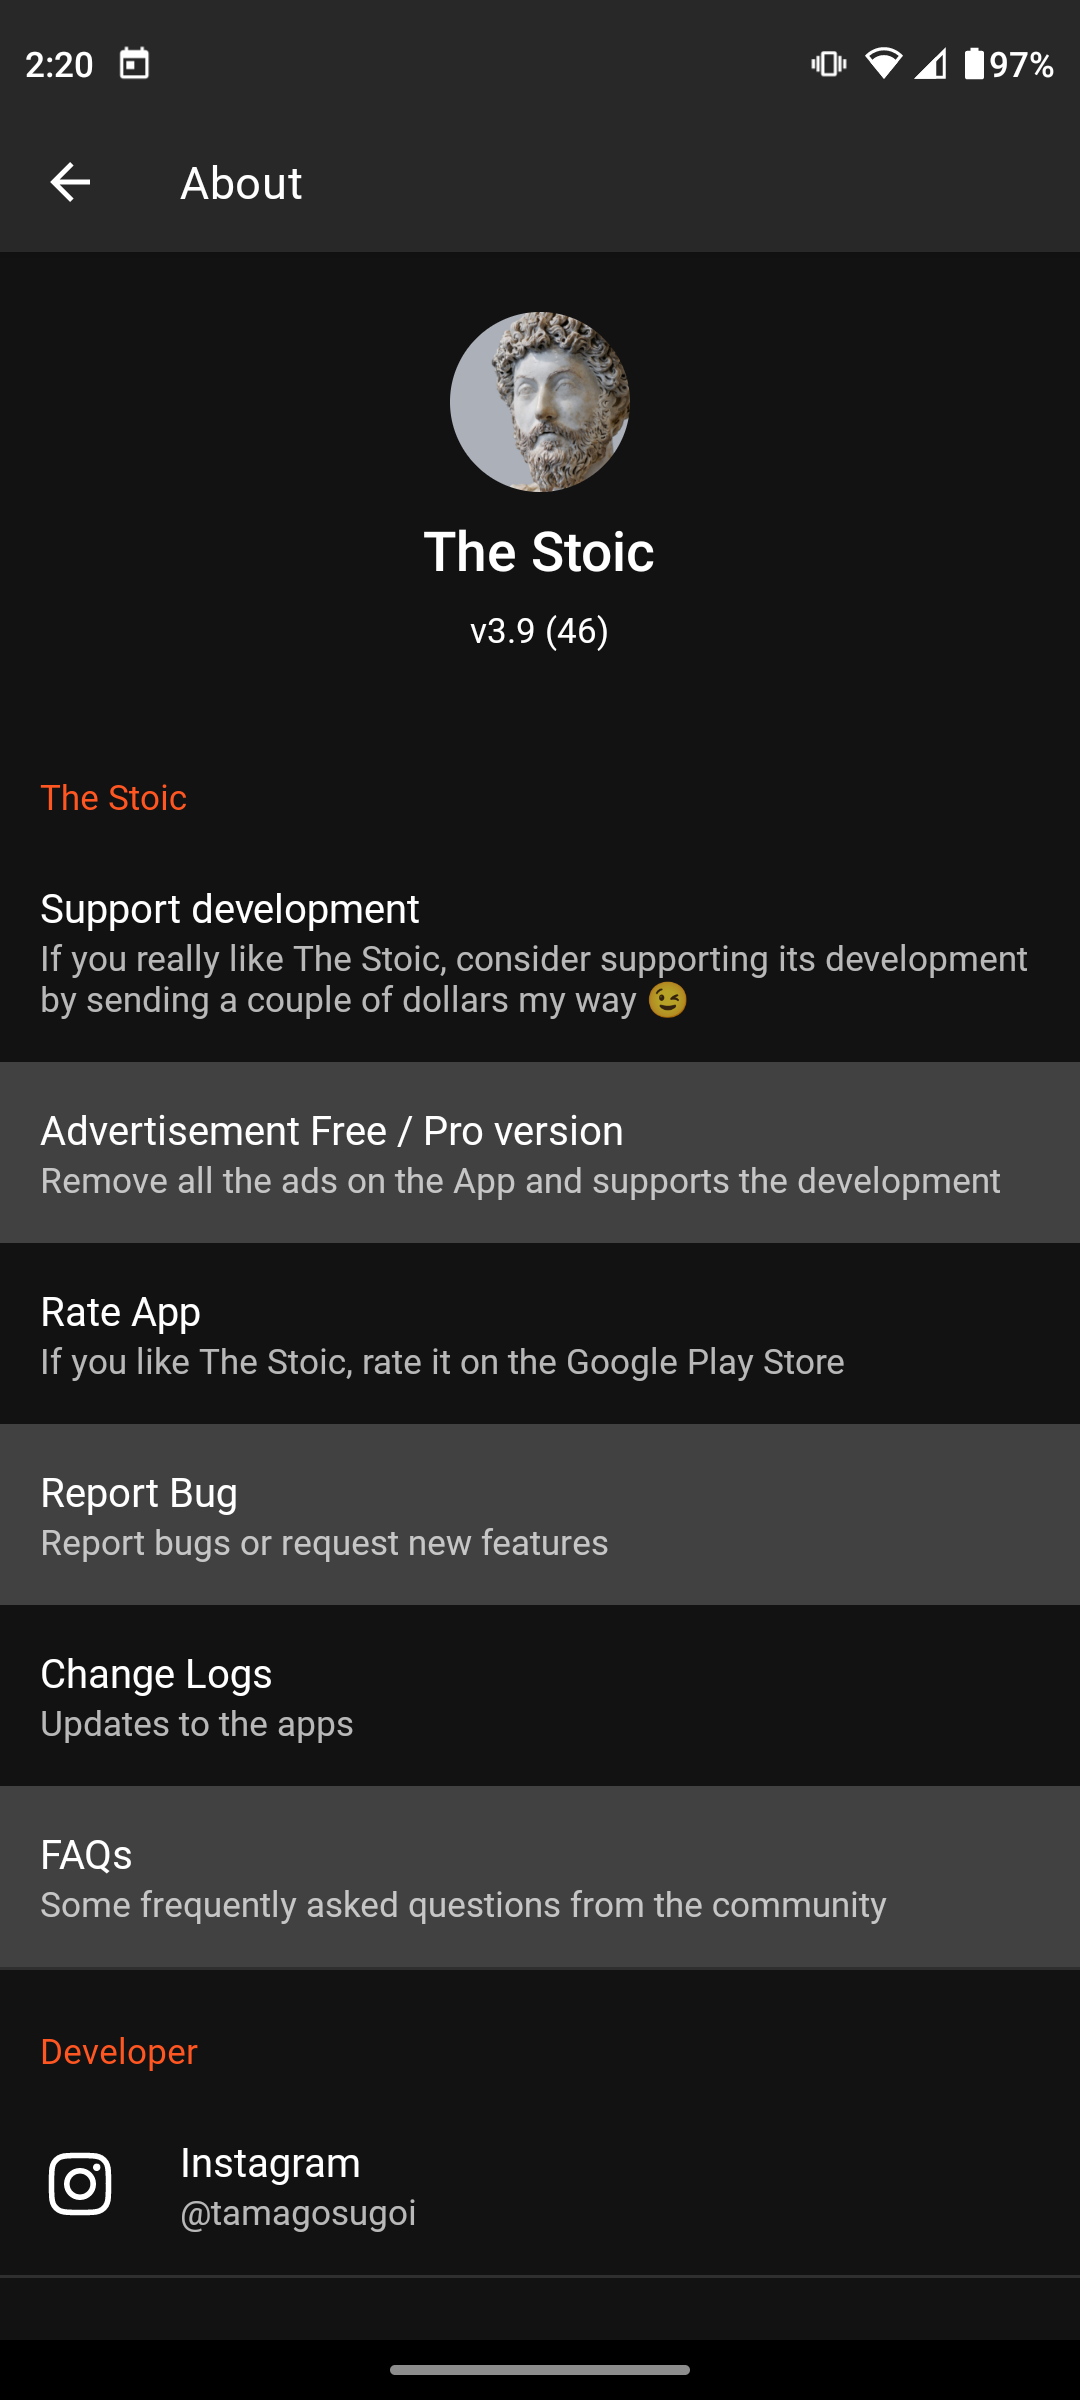 2:20
97%
About
The Stoic
v3.9 (46)
The Stoic
Support development
If you really like The Stoic, consider supporting its development
by sending a couple of dollars my way 😉
Advertisement Free / Pro version
Remove all the ads on the App and supports the development
Rate App
If you like The Stoic, rate it on the Google Play Store
Report Bug
Report bugs or request new features
Change Logs
Updates to the apps
FAQs
Some frequently asked questions from the community
Developer
Instagram
@tamagosugoi